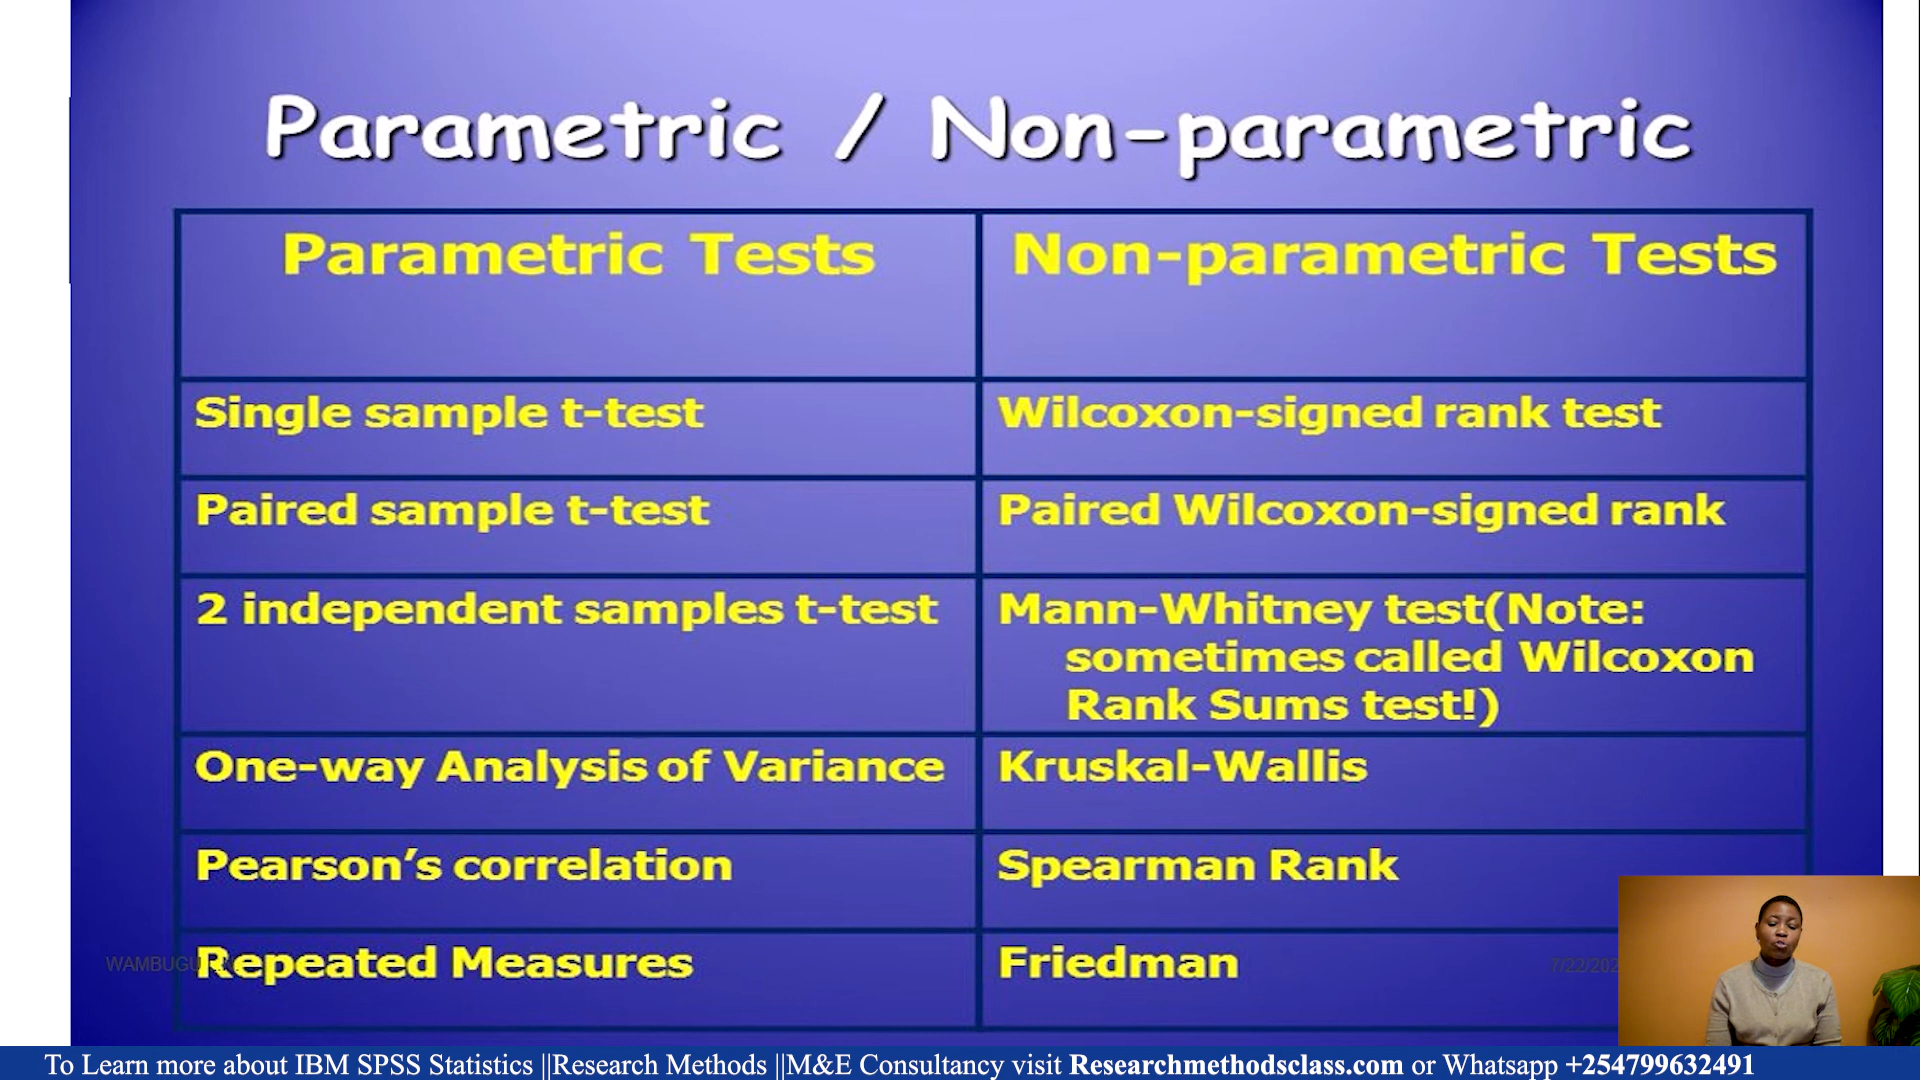 Parametric / Non-parametric
Parametric Tests
Non-parametric Tests
Single sample t-test
Wilcoxon-signed rank test
Paired sample t-test
Paired Wilcoxon-signed rank
2 independent samples t-test
Mann-Whitney test(Note:
sometimes called Wilcoxon
Rank Sums test!)
One-way Analysis of Variance
Kruskal-Wallis
Pearson’s correlation
Spearman Rank
Repeated Measures
Friedman
To Learn more about IBM SPSS Statistics ||Research Methods ||M&E Consultancy visit Researchmethodsclass.com or Whatsapp +254799632491